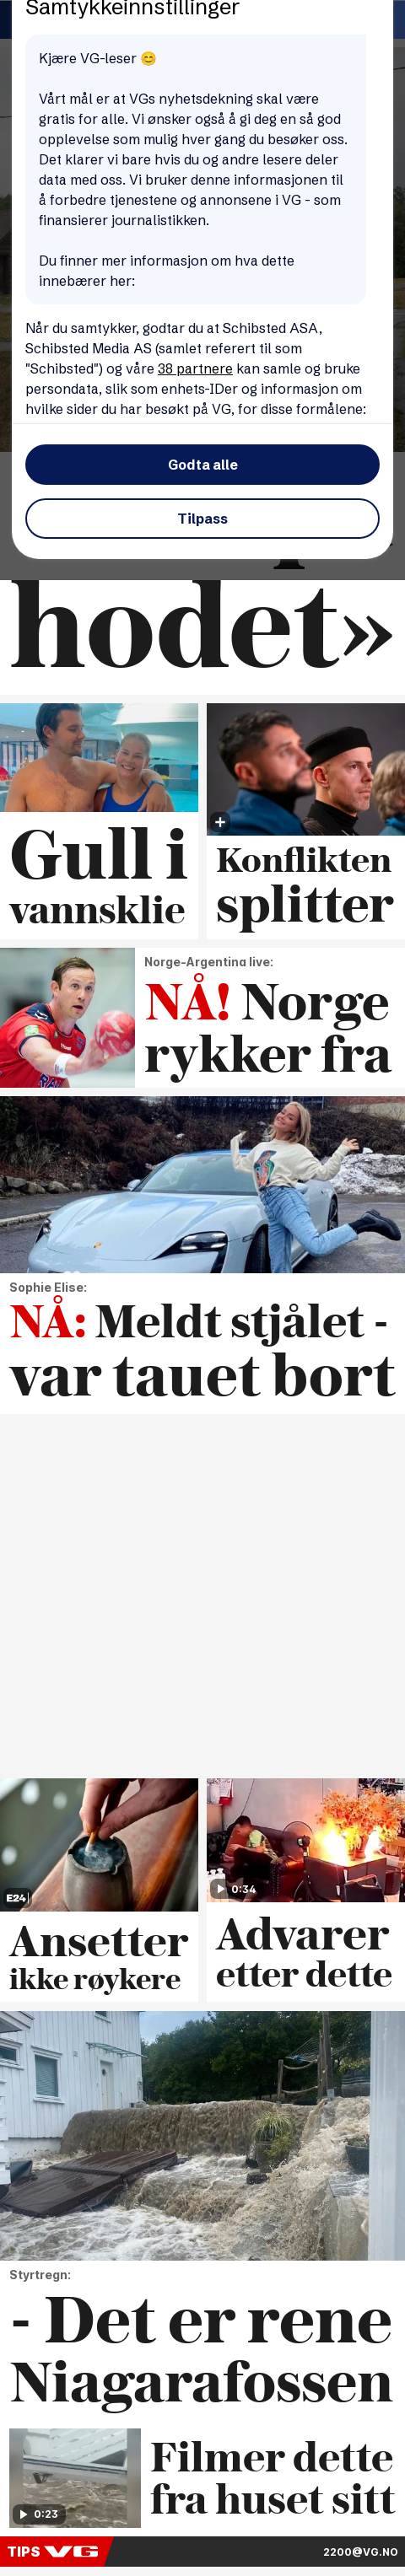 Samtykkeinnstillinger
Kjære VG-leser 😊
Vårt mål er at VGs nyhetsdekning skal være
gratis for alle. Vi ønsker også å gi deg en så god
opplevelse som mulig hver gang du besøker oss.
Det klarer vi bare hvis du og andre lesere deler
data med oss. Vi bruker denne informasjonen til
å forbedre tjenestene og annonsene i VG - som
finansierer journalistikken.
Du finner mer informasjon om hva dette
innebærer her:
Når du samtykker, godtar du at Schibsted ASA,
Schibsted Media AS (samlet referert til som
"Schibsted") og våre 38 partnere kan samle og bruke
persondata, slik som enhets-IDer og informasjon om
hvilke sider du har besøkt på VG, for disse formålene:
Godta alle
Tilpass
hodet»
Gull i
vannsklie
Konflikten
splitter
Norge-Argentina live:
NÅ! Norge
rykker fra
Sophie Elise:
NÅ: Meldt stjålet -
var tauet bort
E24
Ansetter
ikke røykere
0:34
Advarer
etter dette
Styrtregn:
- Det er rene
Niagarafossen
0:23
Filmer dette
fra huset sitt
TIPS VG
2200@VG.NO